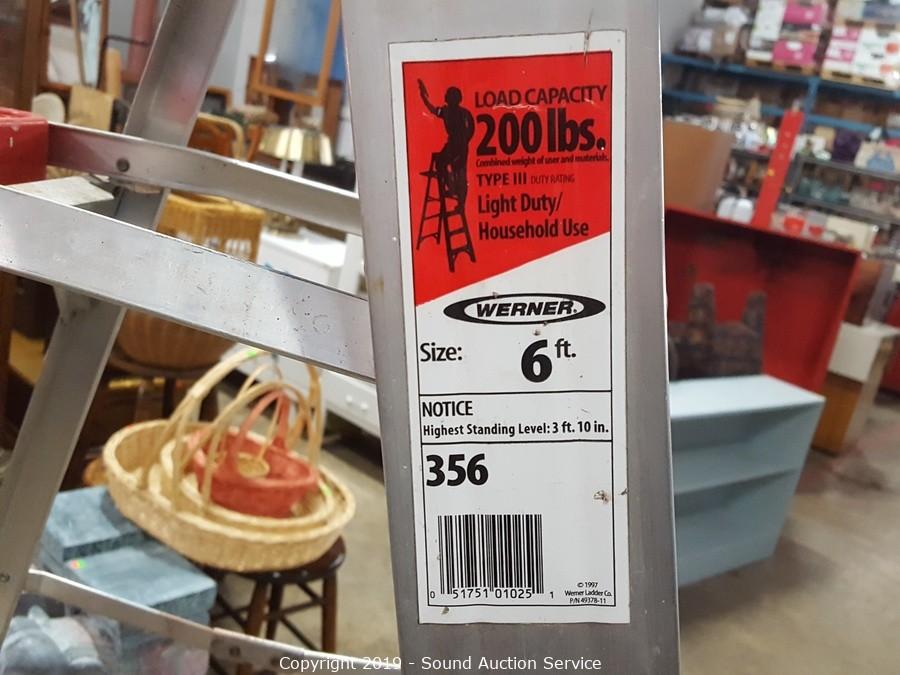 LOAD CAPACITY
200 lbs.
Combined weight of user and materials.
TYPE III DUTY RATING
Light Duty/
Household Use
WERNER.
Size: 6 ft.
NOTICE
Highest Standing Level: 3 ft. 10 in.
356
0 51751 01025 1
© 1997
Werner Ladder Co.
P/N 49378-11
Copyright 2019 - Sound Auction Service